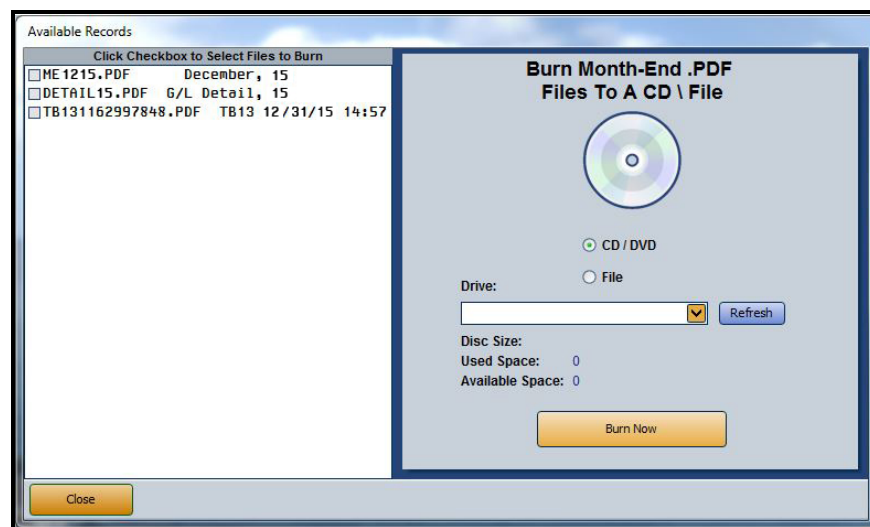 Available Records
Click Checkbox to Select Files to Burn
ME1215.PDF December, 15
DETAIL15.PDF G/L Detail, 15
TB131162997848.PDF TB13 12/31/15 14:57
Burn Month-End .PDF
Files To A CD \ File
CD / DVD
File
Drive:
Refresh
Disc Size:
Used Space: 0
Available Space: 0
Burn Now
Close